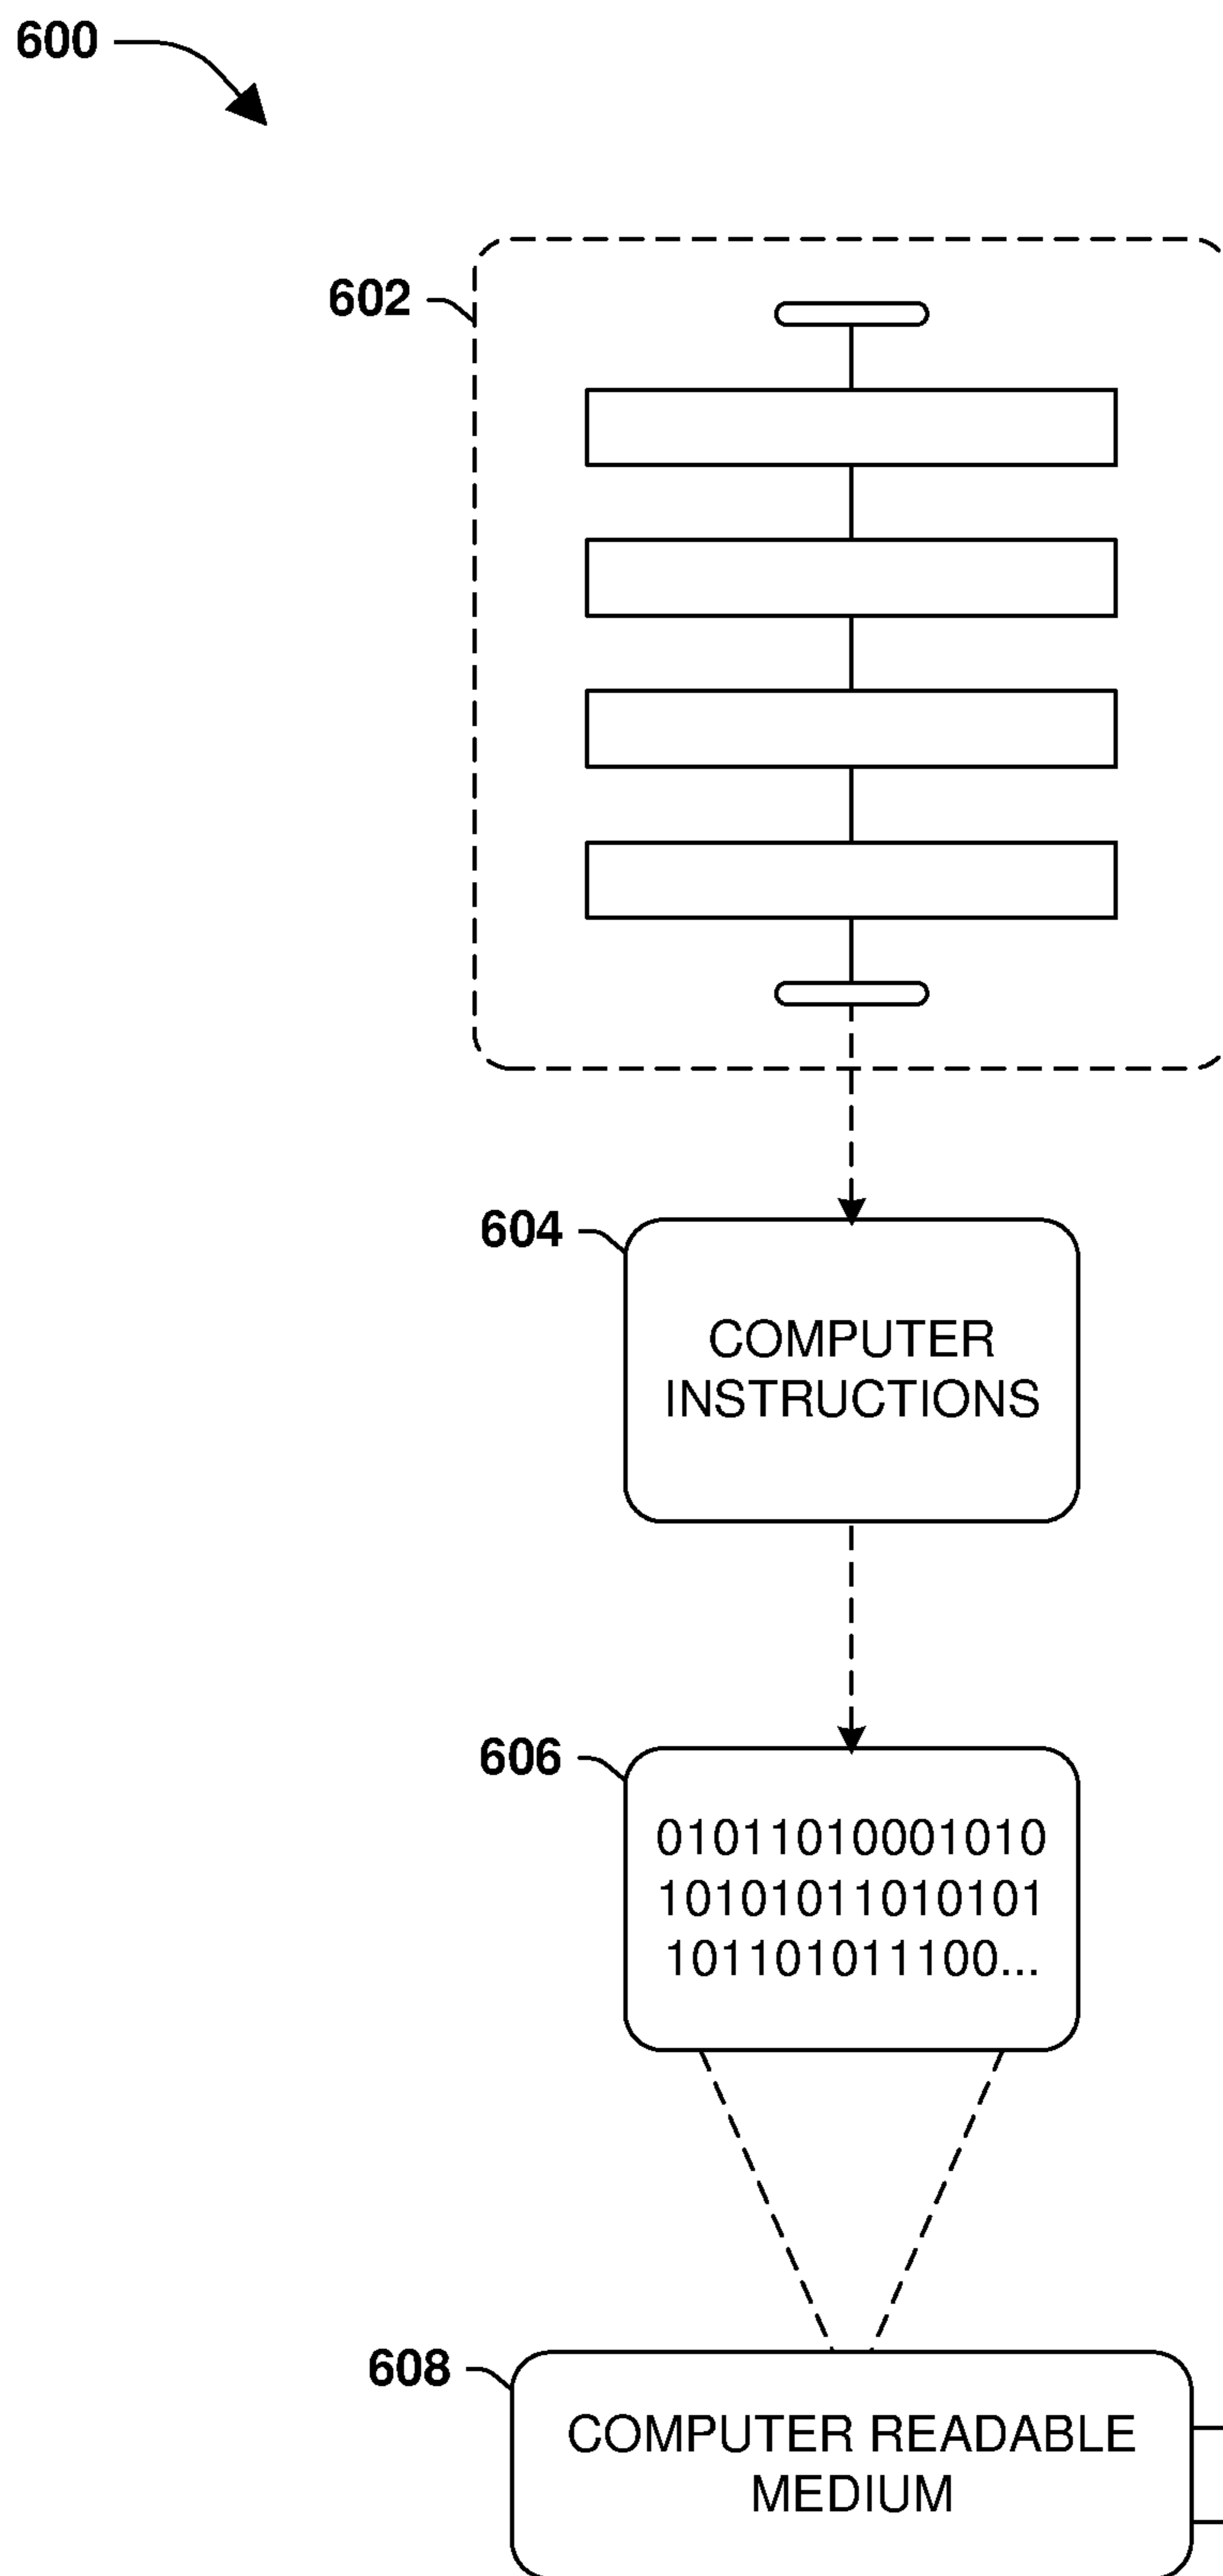 600
602
604
COMPUTER
INSTRUCTIONS
606
01011010001010
10101011010101
101101011100...
608
COMPUTER READABLE
MEDIUM